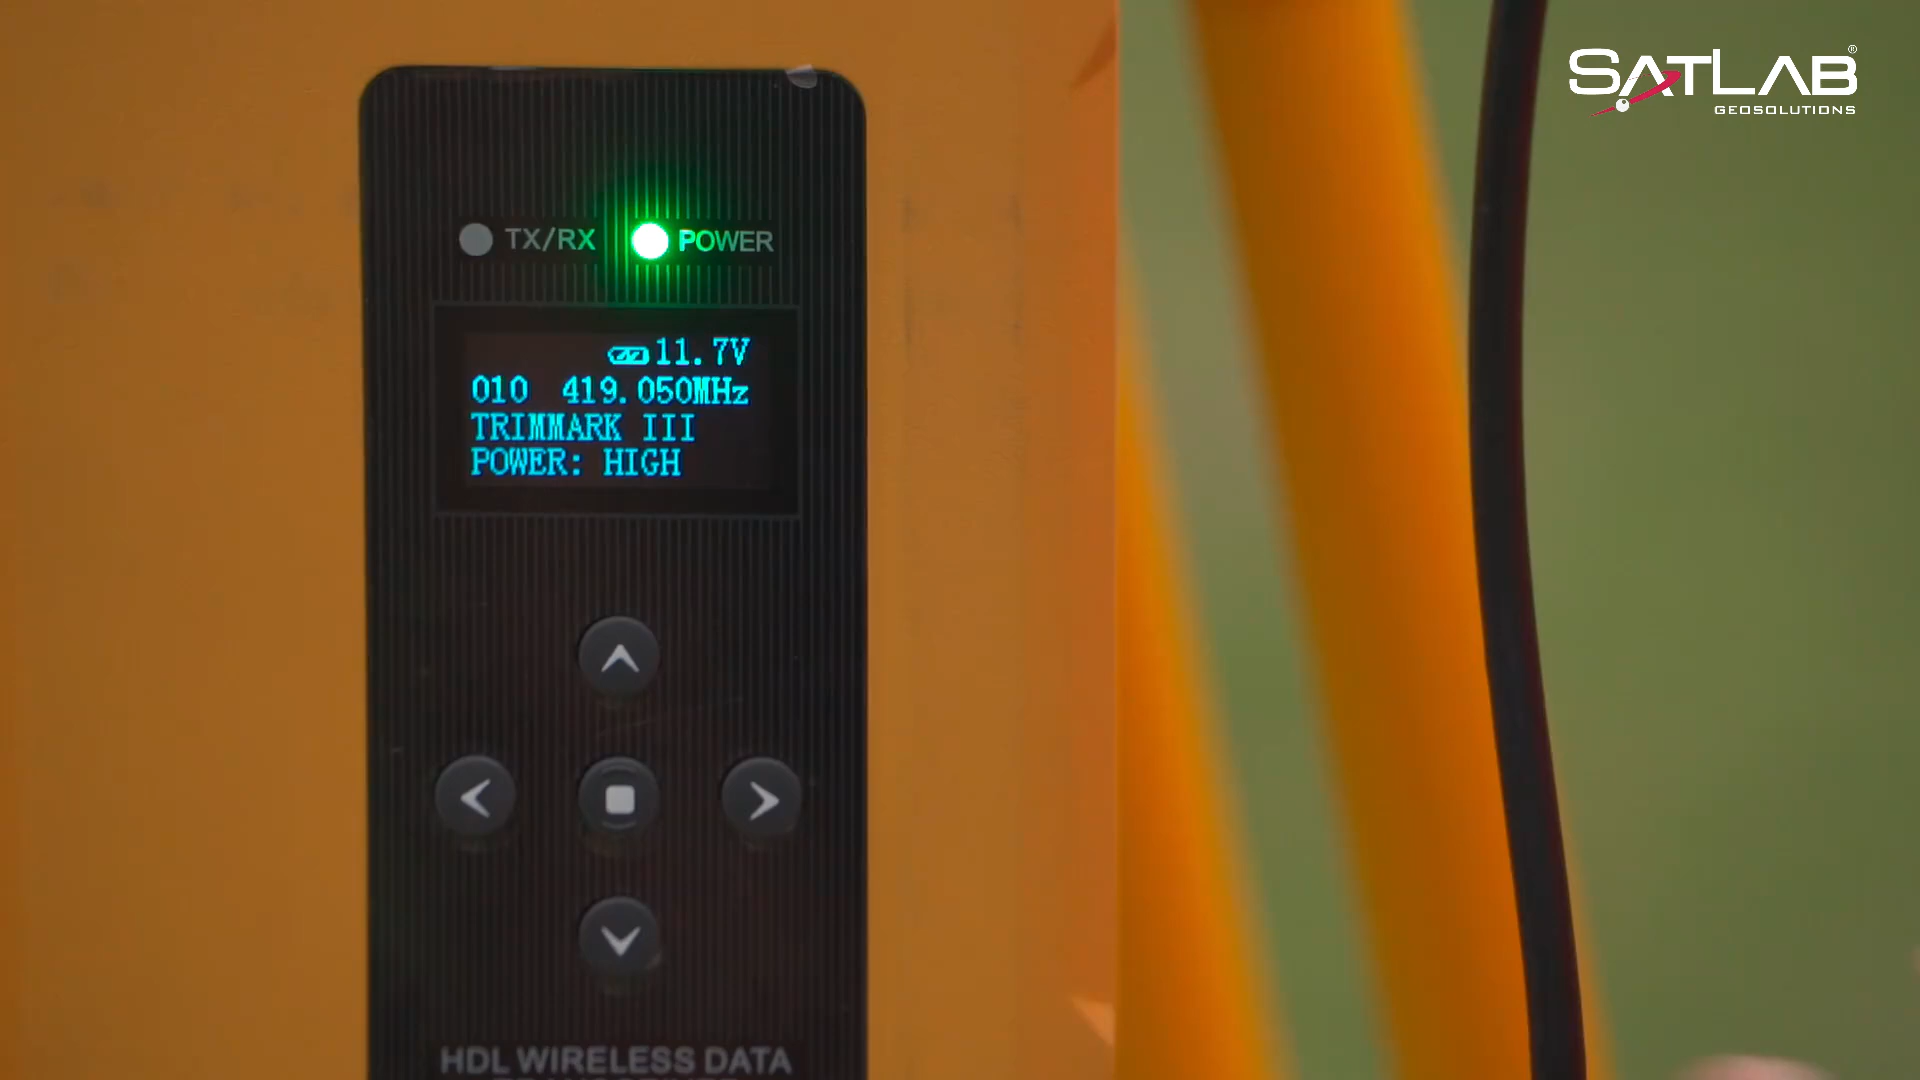 SATLAB®
GEOSOLUTIONS
TX/RX POWER
11.7V
010 419.050MHz
TRIMMARK III
POWER: HIGH
HDL WIRELESS DATA